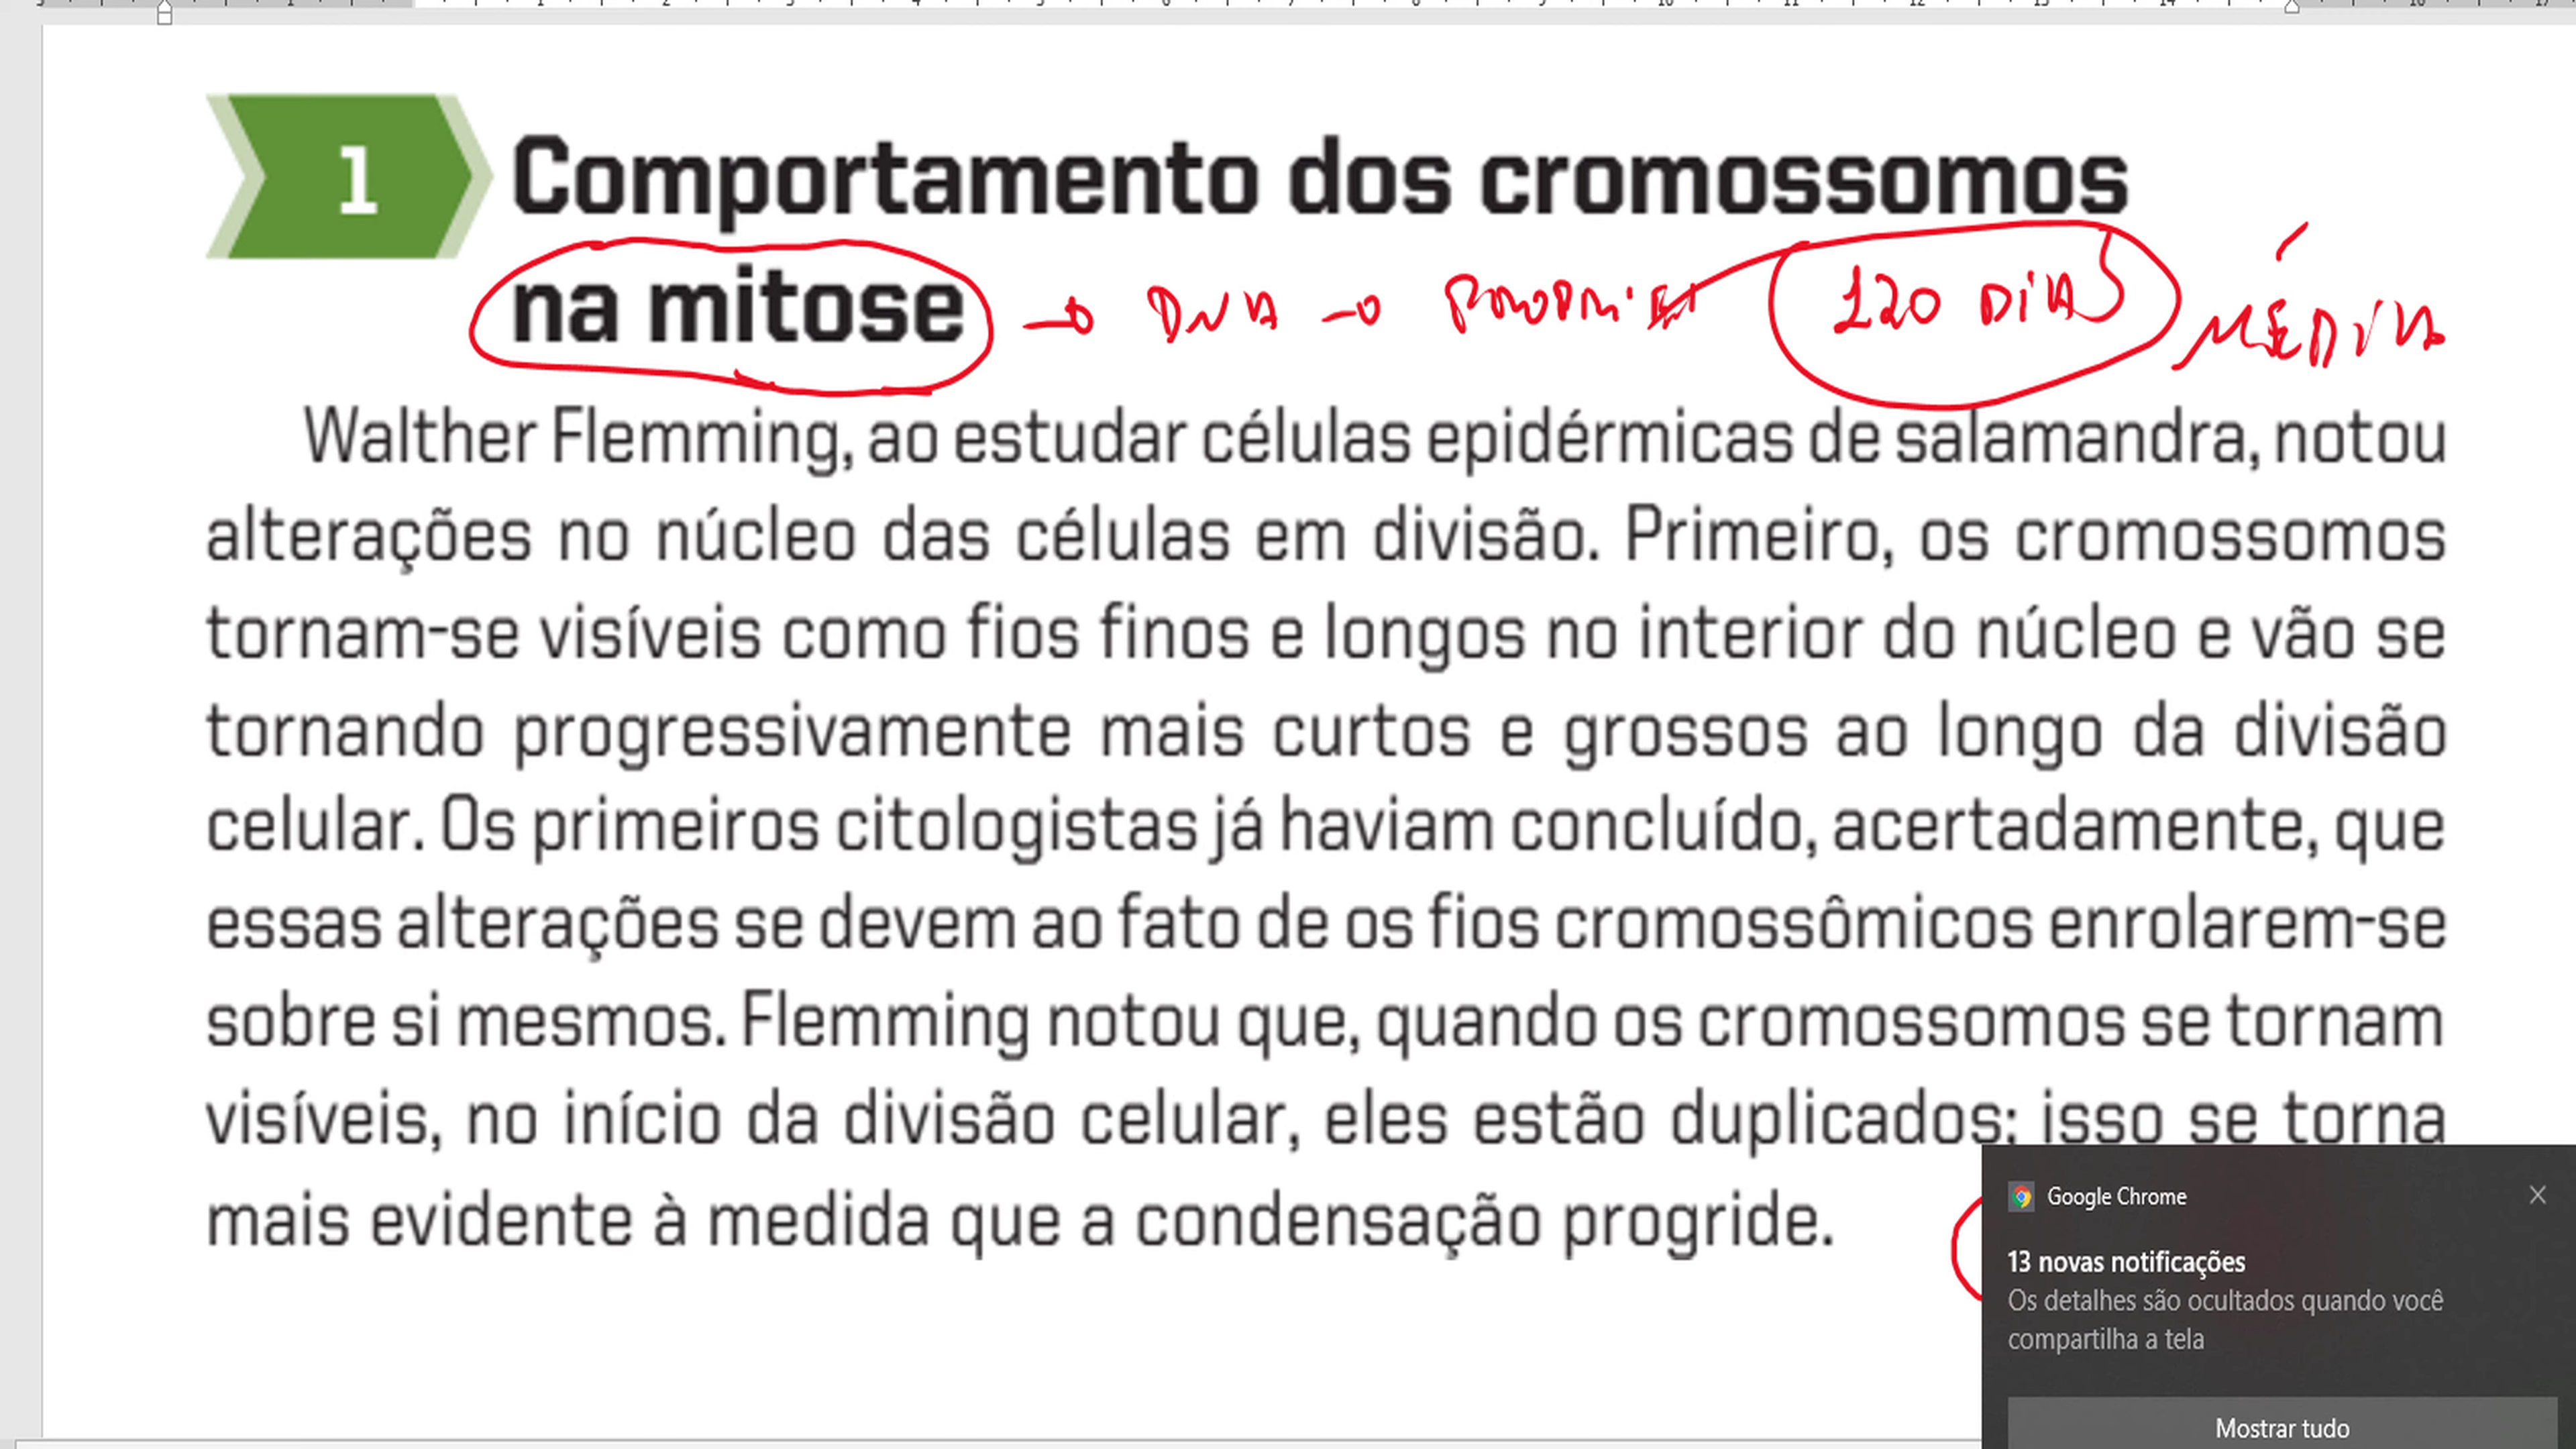 1 Comportamento dos cromossomos
na mitose → DNA → 120 DIAS MÉDIA
Walther Flemming, ao estudar células epidérmicas de salamandra, notou
alterações no núcleo das células em divisão. Primeiro, os cromossomos
tornam-se visíveis como fios finos e longos no interior do núcleo e vão se
tornando progressivamente mais curtos e grossos ao longo da divisão
celular. Os primeiros citologistas já haviam concluído, acertadamente, que
essas alterações se devem ao fato de os fios cromossômicos enrolarem-se
sobre si mesmos. Flemming notou que, quando os cromossomos se tornam
visíveis, no início da divisão celular, eles estão duplicados; isso se torna
mais evidente à medida que a condensação progride.
Google Chrome
13 novas notificações
Os detalhes são ocultados quando você
compartilha a tela
Mostrar tudo